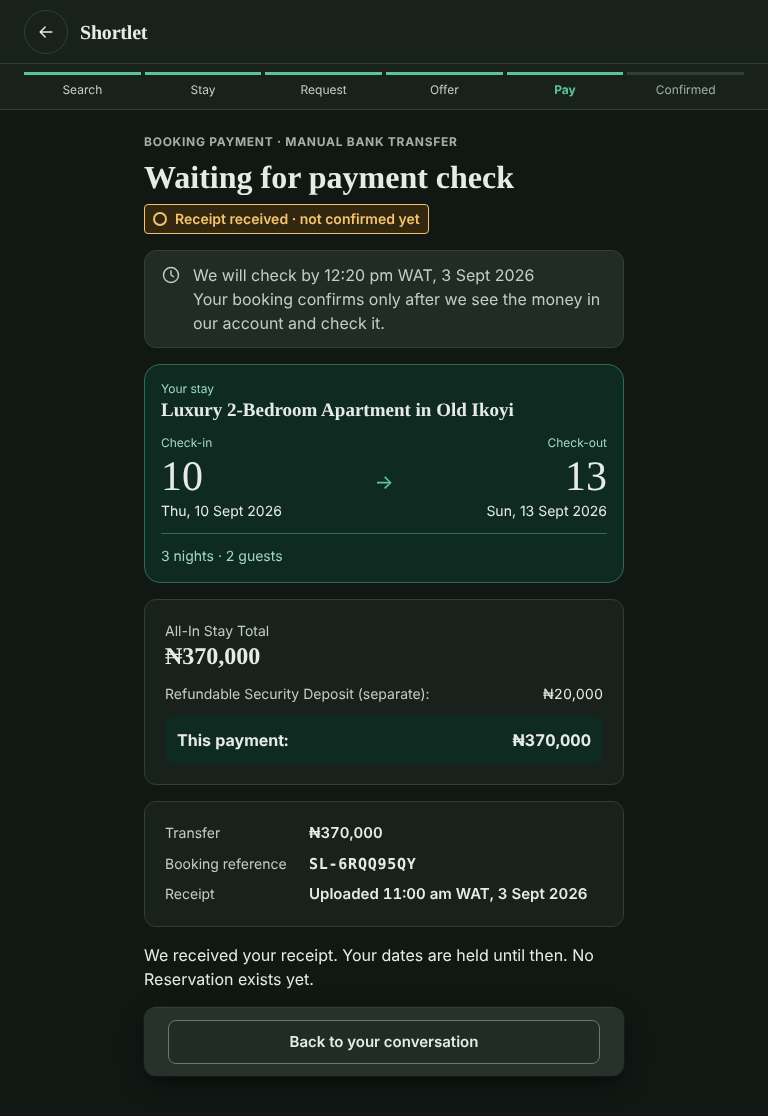 Shortlet
Search
Stay
Request
Offer
Pay
Confirmed
BOOKING PAYMENT · MANUAL BANK TRANSFER
Waiting for payment check
Receipt received · not confirmed yet
We will check by 12:20 pm WAT, 3 Sept 2026
Your booking confirms only after we see the money in
our account and check it.
Your stay
Luxury 2-Bedroom Apartment in Old Ikoyi
Check-in
10
Thu, 10 Sept 2026
→
Check-out
13
Sun, 13 Sept 2026
3 nights · 2 guests
All-In Stay Total
₦370,000
Refundable Security Deposit (separate): ₦20,000
This payment: ₦370,000
Transfer ₦370,000
Booking reference SL-6RQQ95QY
Receipt Uploaded 11:00 am WAT, 3 Sept 2026
We received your receipt. Your dates are held until then. No
Reservation exists yet.
Back to your conversation